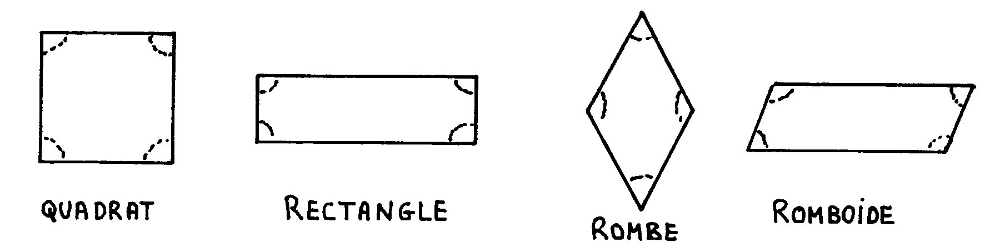 QUADRAT
RECTANGLE
ROMBE
ROMBOIDE